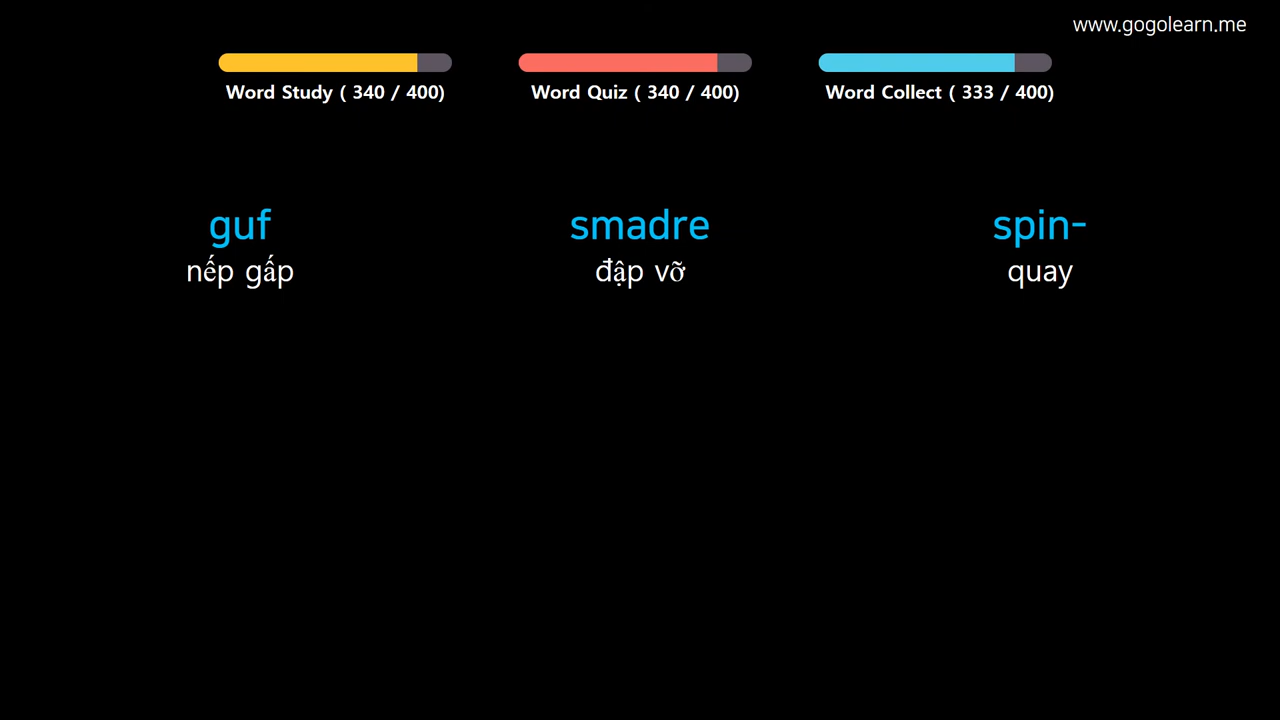 www.gogolearn.me
Word Study ( 340 / 400)
Word Quiz ( 340 / 400)
Word Collect ( 333 / 400)
guf
nếp gấp
smadre
đập vỡ
spin-
quay